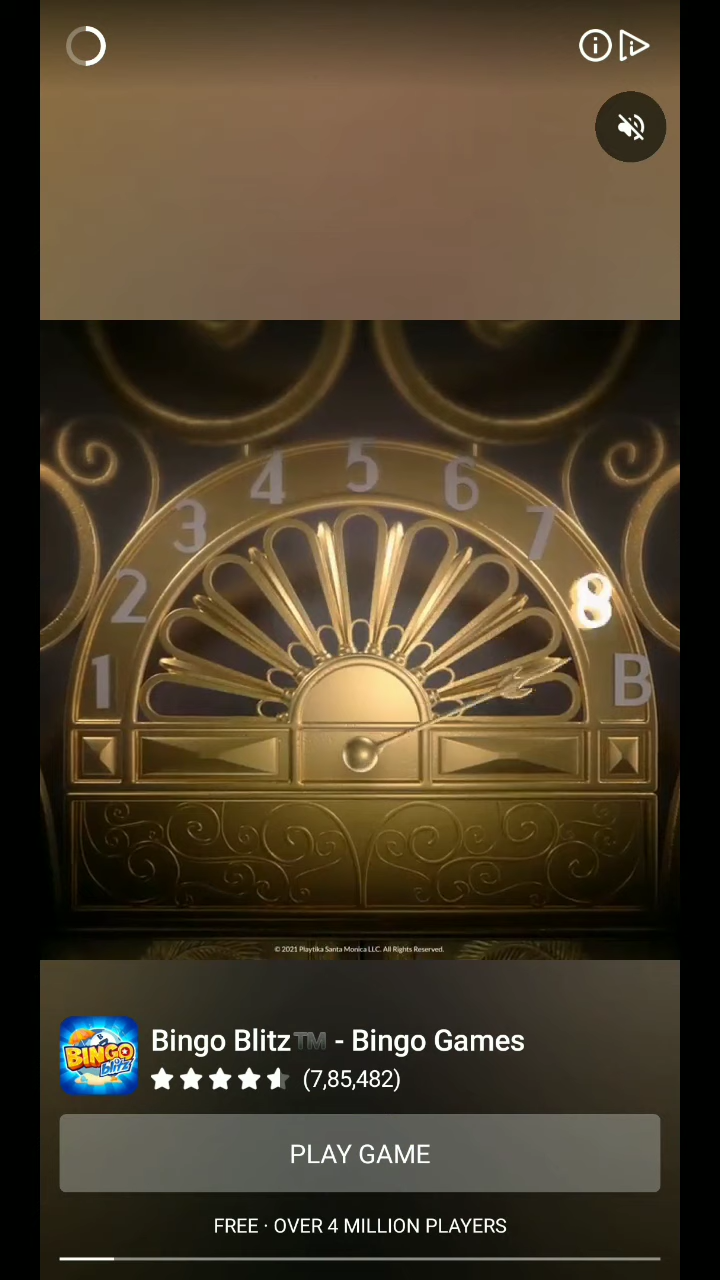 1 2 3 4 5 6 7 8 B
© 2021 Playtika Santa Monica LLC. All Rights Reserved.
BINGO
blitz
Bingo Blitz™ - Bingo Games
(7,85,482)
PLAY GAME
FREE · OVER 4 MILLION PLAYERS